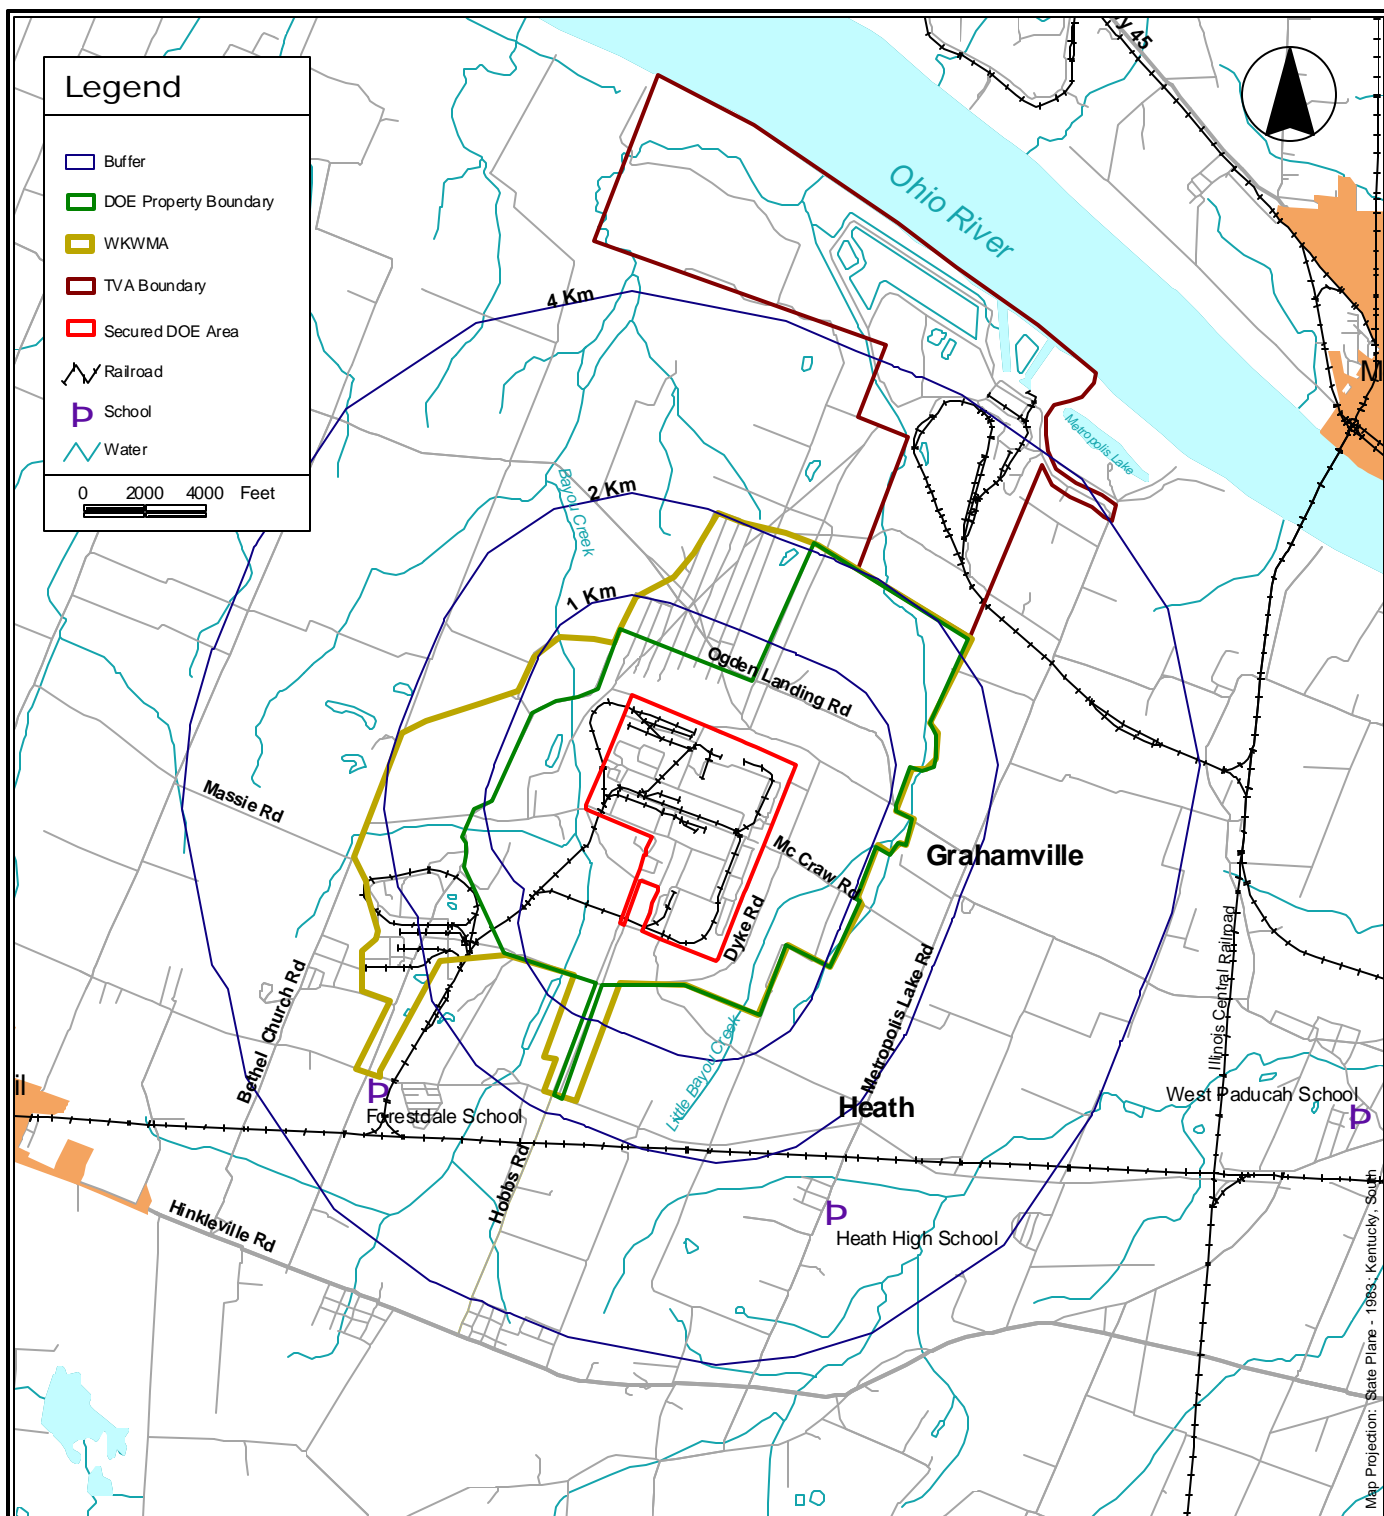 Legend
Buffer
DOE Property Boundary
WKWMA
TVA Boundary
Secured DOE Area
Railroad
School
Water
0 2000 4000 Feet
y 45
Ohio River
4 Km
M
Metropolis Lake
Bayou Creek
2 Km
1 Km
Ogden Landing Rd
Massie Rd
Mc Craw Rd
Grahamville
Dyke Rd
Metropolis Lake Rd
Illinois Central Railroad
Bethel Church Rd
Little Bayou Creek
il
Forestdale School
Heath
West Paducah School
Hobbs Rd
Hinkleville Rd
Heath High School
Map Projection: State Plane - 1983; Kentucky, South